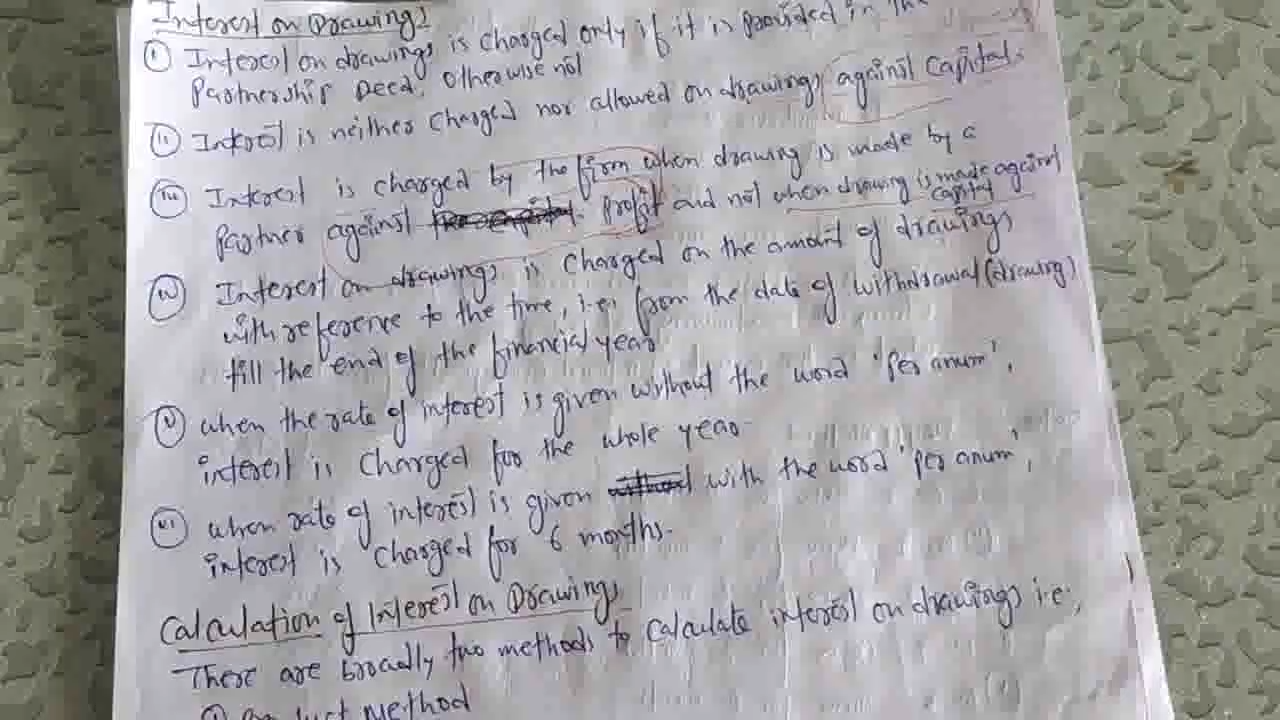 Interest on Drawings
(i) Interest on drawings is charged only if it is provided in the
Partnership Deed, Otherwise not
(ii) Interest is neither charged nor allowed on drawings against Capital.
(iii) Interest is charged by the firm when drawing is made by a
Partner against Profit and not when drawing is made against
capital
(iv) Interest on drawings is charged on the amount of drawings
with reference to the time, i.e. from the date of withdrawal (drawing)
till the end of the financial year
(v) when the rate of interest is given without the word 'Per anum',
interest is charged for the whole year
(vi) when rate of interest is given with the word 'Per anum',
interest is charged for 6 months.
Calculation of Interest on Drawings
There are broadly two methods to calculate interest on drawings i.e.,
Method